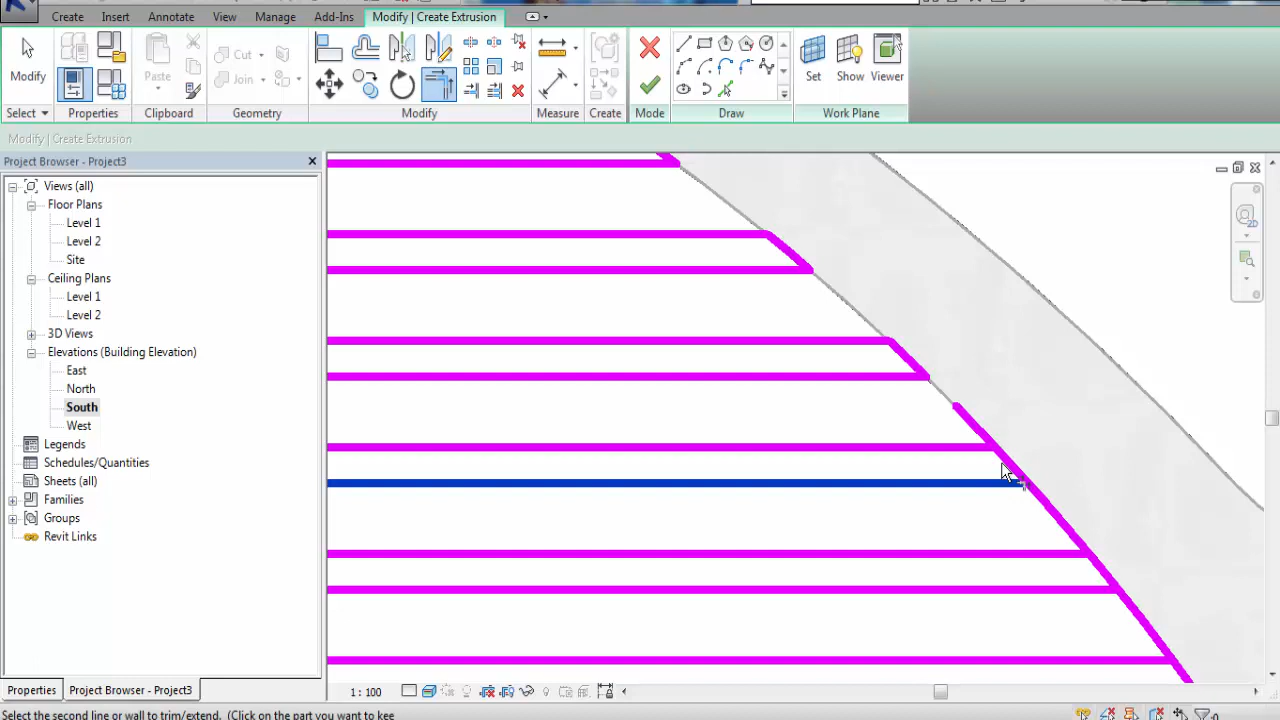 Create Insert Annotate View Manage Add-Ins Modify | Create Extrusion
Cut
Join
Modify Paste Set Show Viewer
Select Properties Clipboard Geometry Modify Measure Create Mode Draw Work Plane
Modify | Create Extrusion
Project Browser - Project3
Views (all)
Floor Plans
Level 1
Level 2
Site
Ceiling Plans
Level 1
Level 2
3D Views
Elevations (Building Elevation)
East
North
South
West
Legends
Schedules/Quantities
Sheets (all)
Families
Groups
Revit Links
2D
Properties Project Browser - Project3 1 : 100
Select the second line or wall to trim/extend. (Click on the part you want to kee